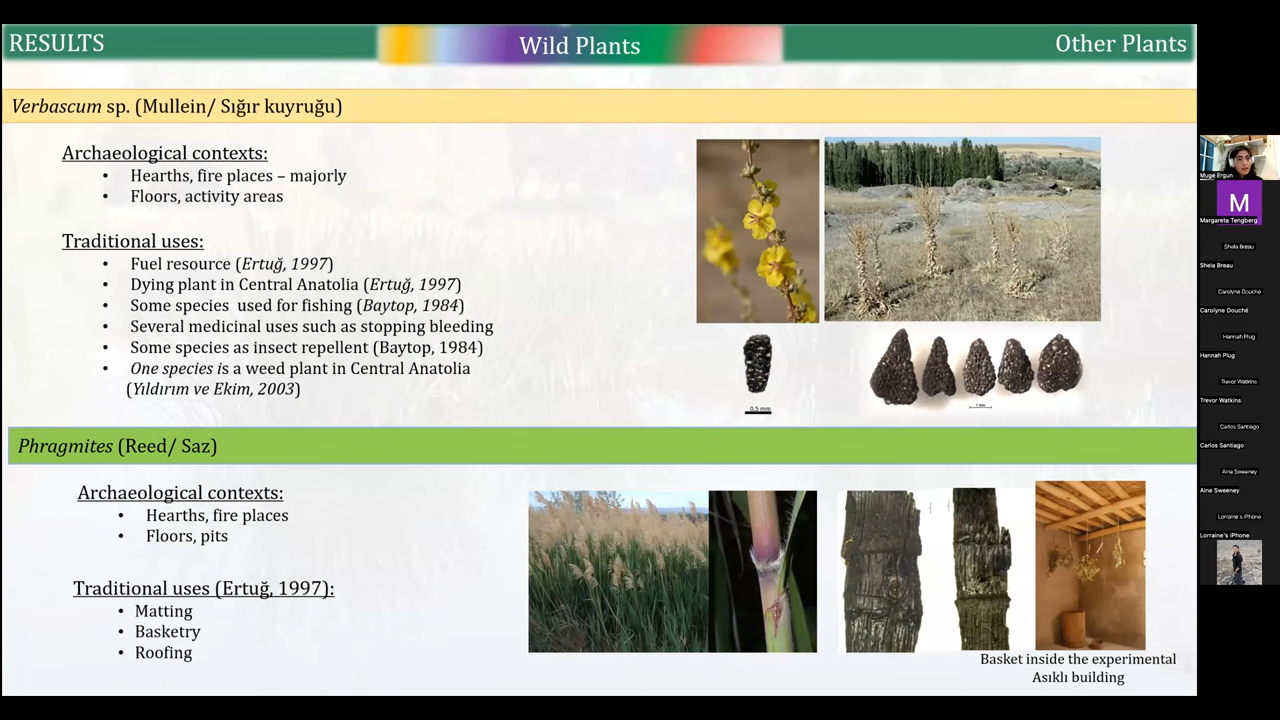 RESULTS
Wild Plants
Other Plants
Verbascum sp. (Mullein/ Sığır kuyruğu)
Archaeological contexts:
• Hearths, fire places – majorly
• Floors, activity areas
Traditional uses:
• Fuel resource (Ertuğ, 1997)
• Dying plant in Central Anatolia (Ertuğ, 1997)
• Some species used for fishing (Baytop, 1984)
• Several medicinal uses such as stopping bleeding
• Some species as insect repellent (Baytop, 1984)
• One species is a weed plant in Central Anatolia
(Yıldırım ve Ekim, 2003)
0,5 mm
1 mm
Phragmites (Reed/ Saz)
Archaeological contexts:
• Hearths, fire places
• Floors, pits
Traditional uses (Ertuğ, 1997):
• Matting
• Basketry
• Roofing
Basket inside the experimental
Asıklı building
Muge Ergun
M
Margareta Tengberg
Shela Breau
Shela Breau
Carolyne Douché
Carolyne Douché
Hannah Plug
Hannah Plug
Trevor Watkins
Trevor Watkins
Carlos Santiago
Carlos Santiago
Aine Sweeney
Aine Sweeney
Lorraine's iPhone
Lorraine's iPhone